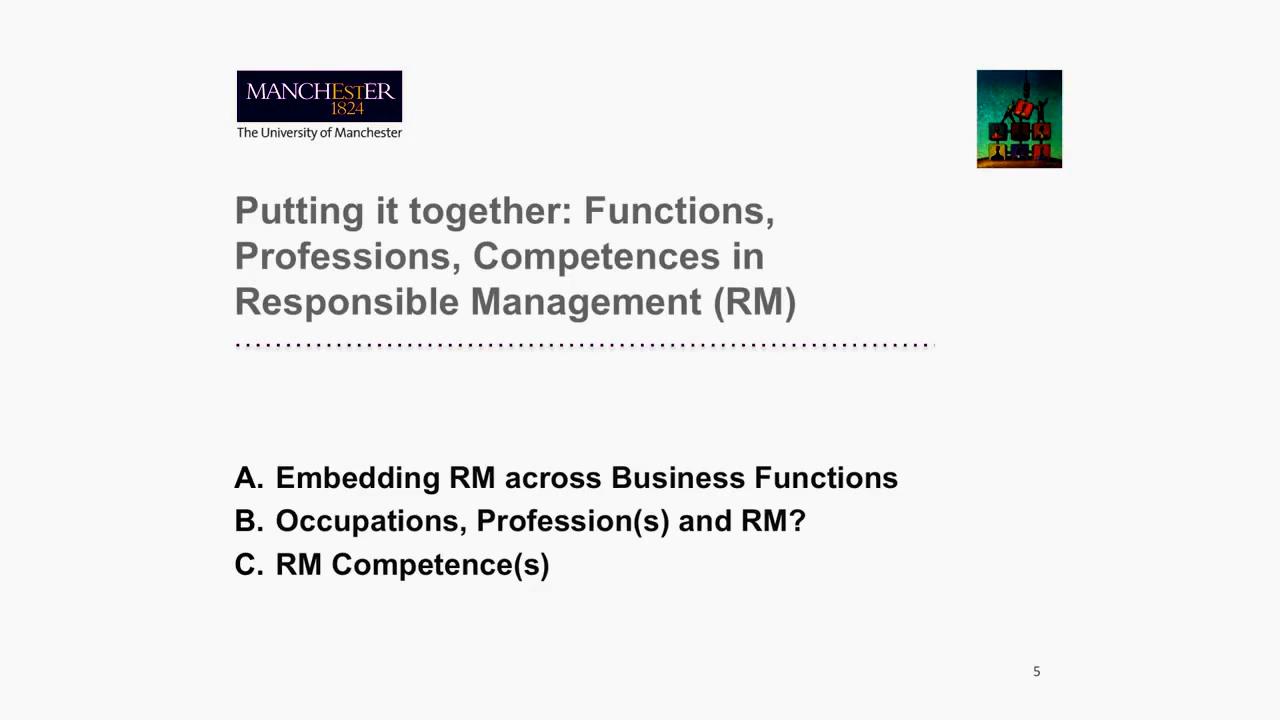 MANCHESTER
1824
The University of Manchester
Putting it together: Functions,
Professions, Competences in
Responsible Management (RM)
A. Embedding RM across Business Functions
B. Occupations, Profession(s) and RM?
C. RM Competence(s)
5